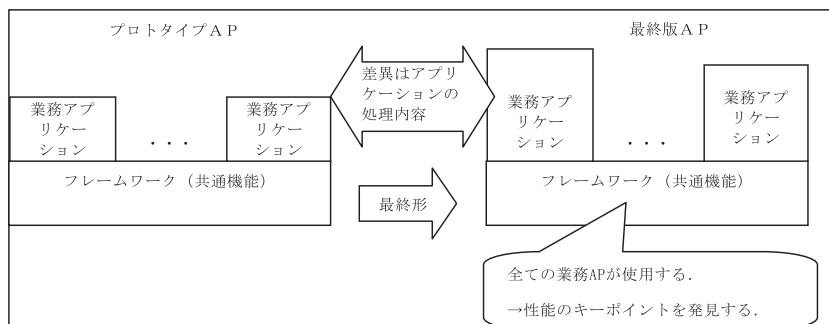 プロトタイプＡＰ
最終版ＡＰ
差異はアプリ
ケーションの
処理内容
業務アプ
リケー
ション
・・・
業務アプ
リケー
ション
業務アプ
リケー
ション
・・・
業務アプ
リケー
ション
フレームワーク（共通機能）
最終形
フレームワーク（共通機能）
全ての業務APが使用する．
→性能のキーポイントを発見する．